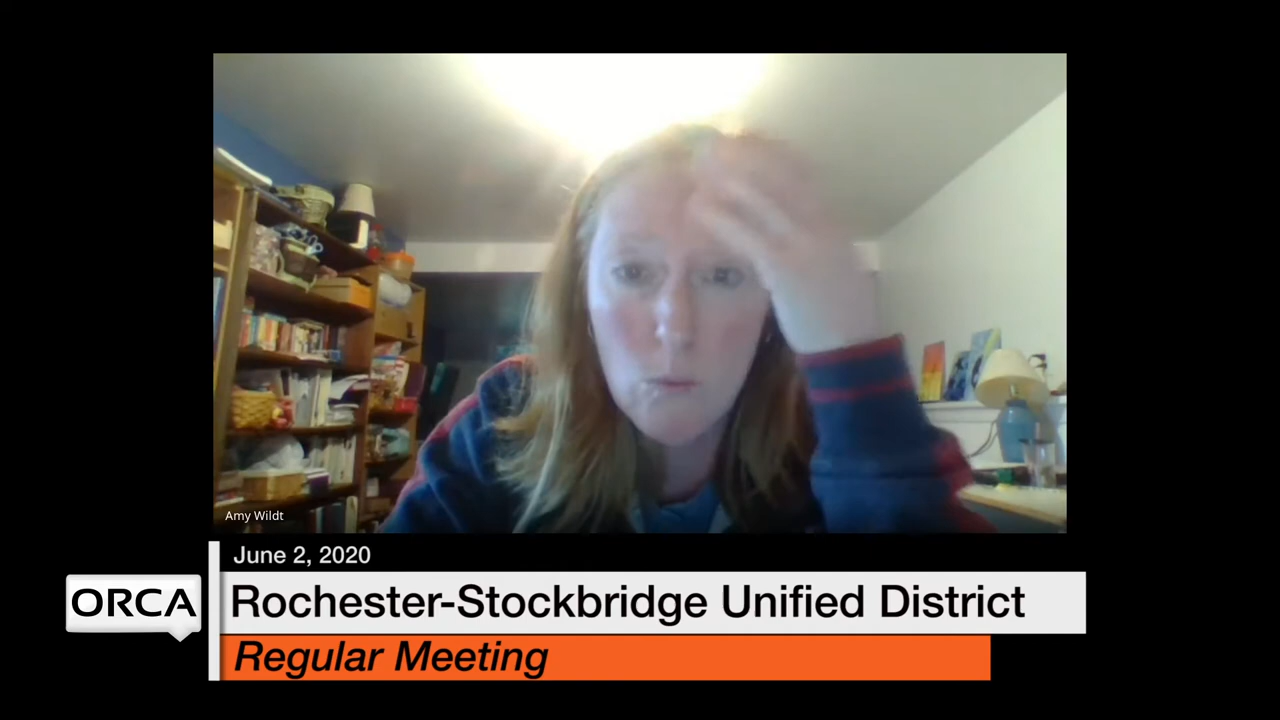 Amy Wildt
June 2, 2020
ORCA
Rochester-Stockbridge Unified District
Regular Meeting